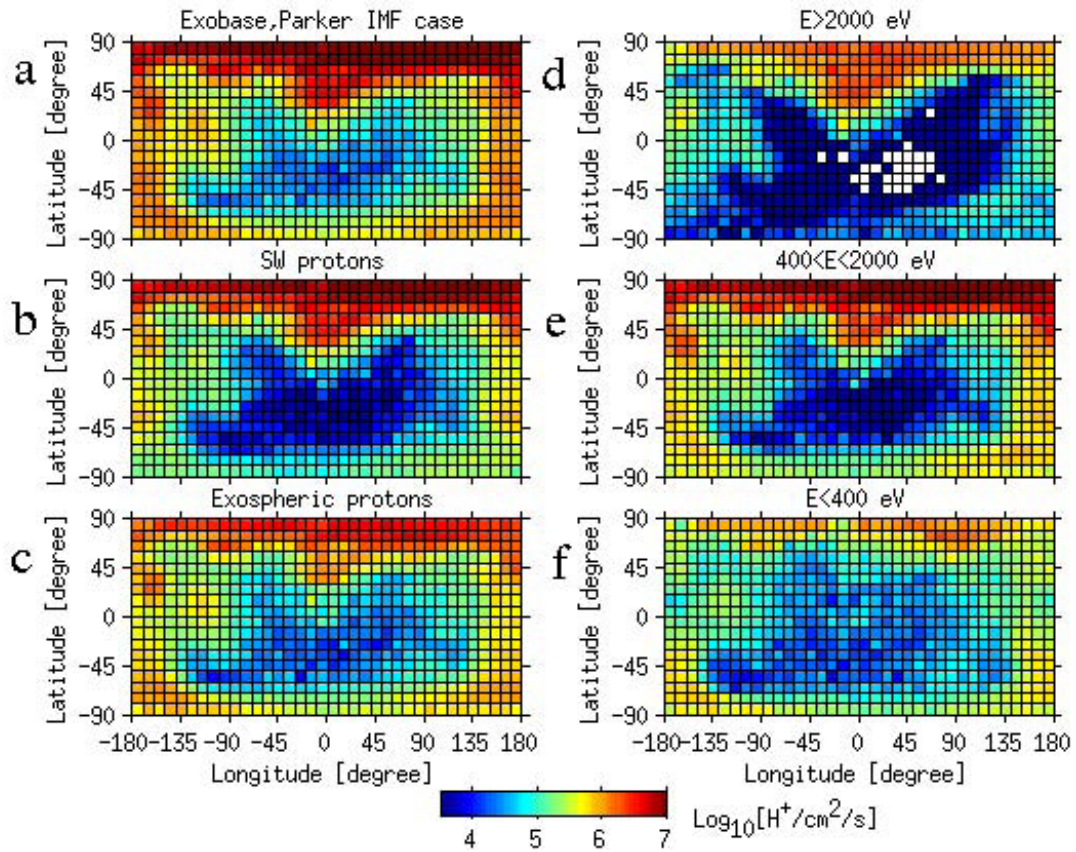 Exobase,Parker IMF case
a
90
45
0
-45
-90
Latitude [degree]
SW protons
b
90
45
0
-45
-90
Latitude [degree]
Exospheric protons
c
90
45
0
-45
-90
Latitude [degree]
-180-135 -90 -45 0 45 90 135 180
Longitude [degree]
E>2000 eV
d
90
45
0
-45
-90
Latitude [degree]
400<E<2000 eV
e
90
45
0
-45
-90
Latitude [degree]
E<400 eV
f
90
45
0
-45
-90
Latitude [degree]
-180-135 -90 -45 0 45 90 135 180
Longitude [degree]
4 5 6 7
Log₁₀[H⁺/cm²/s]